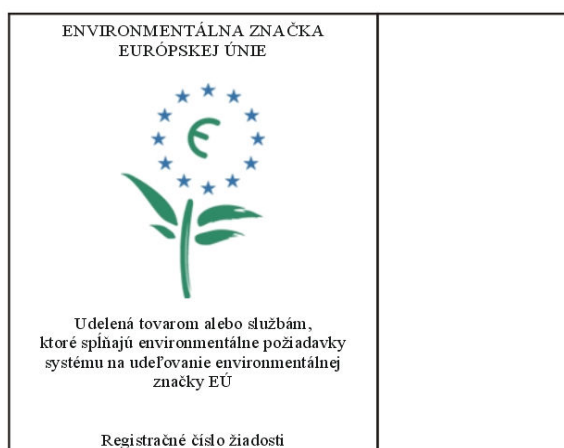 ENVIRONMENTÁLNA ZNAČKA
EURÓPSKEJ ÚNIE
Udelená tovarom alebo službám,
ktoré spĺňajú environmentálne požiadavky
systému na udeľovanie environmentálnej
značky EÚ
Registračné číslo žiadosti